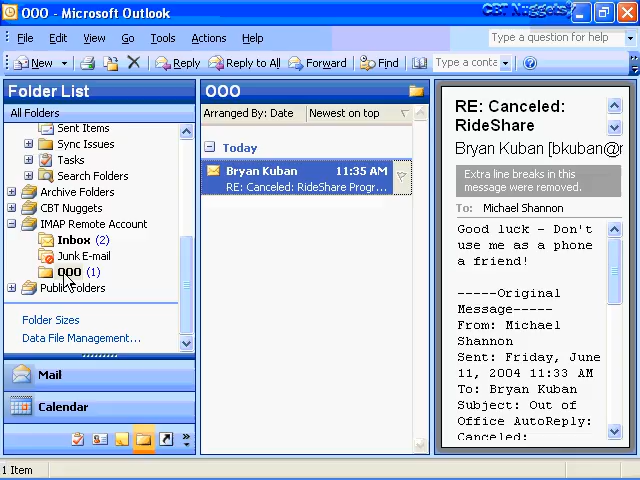 OOO - Microsoft Outlook
CBT Nuggets
File Edit View Go Tools Actions Help
Type a question for help
New Reply Reply to All Forward Find Type a conta
Folder List
All Folders
Sent Items
Sync Issues
Tasks
Search Folders
Archive Folders
CBT Nuggets
IMAP Remote Account
Inbox (2)
Junk E-mail
OOO (1)
Public Folders
Folder Sizes
Data File Management...
Mail
Calendar
1 Item
OOO
Arranged By: Date Newest on top
Today
Bryan Kuban 11:35 AM
RE: Canceled: RideShare Progr...
RE: Canceled:
RideShare
Bryan Kuban [bkuban@r
Extra line breaks in this
message were removed.
To: Michael Shannon
Good luck - Don't
use me as a phone
a friend!
-----Original
Message-----
From: Michael
Shannon
Sent: Friday, June
11, 2004 11:33 AM
To: Bryan Kuban
Subject: Out of
Office AutoReply:
Canceled: